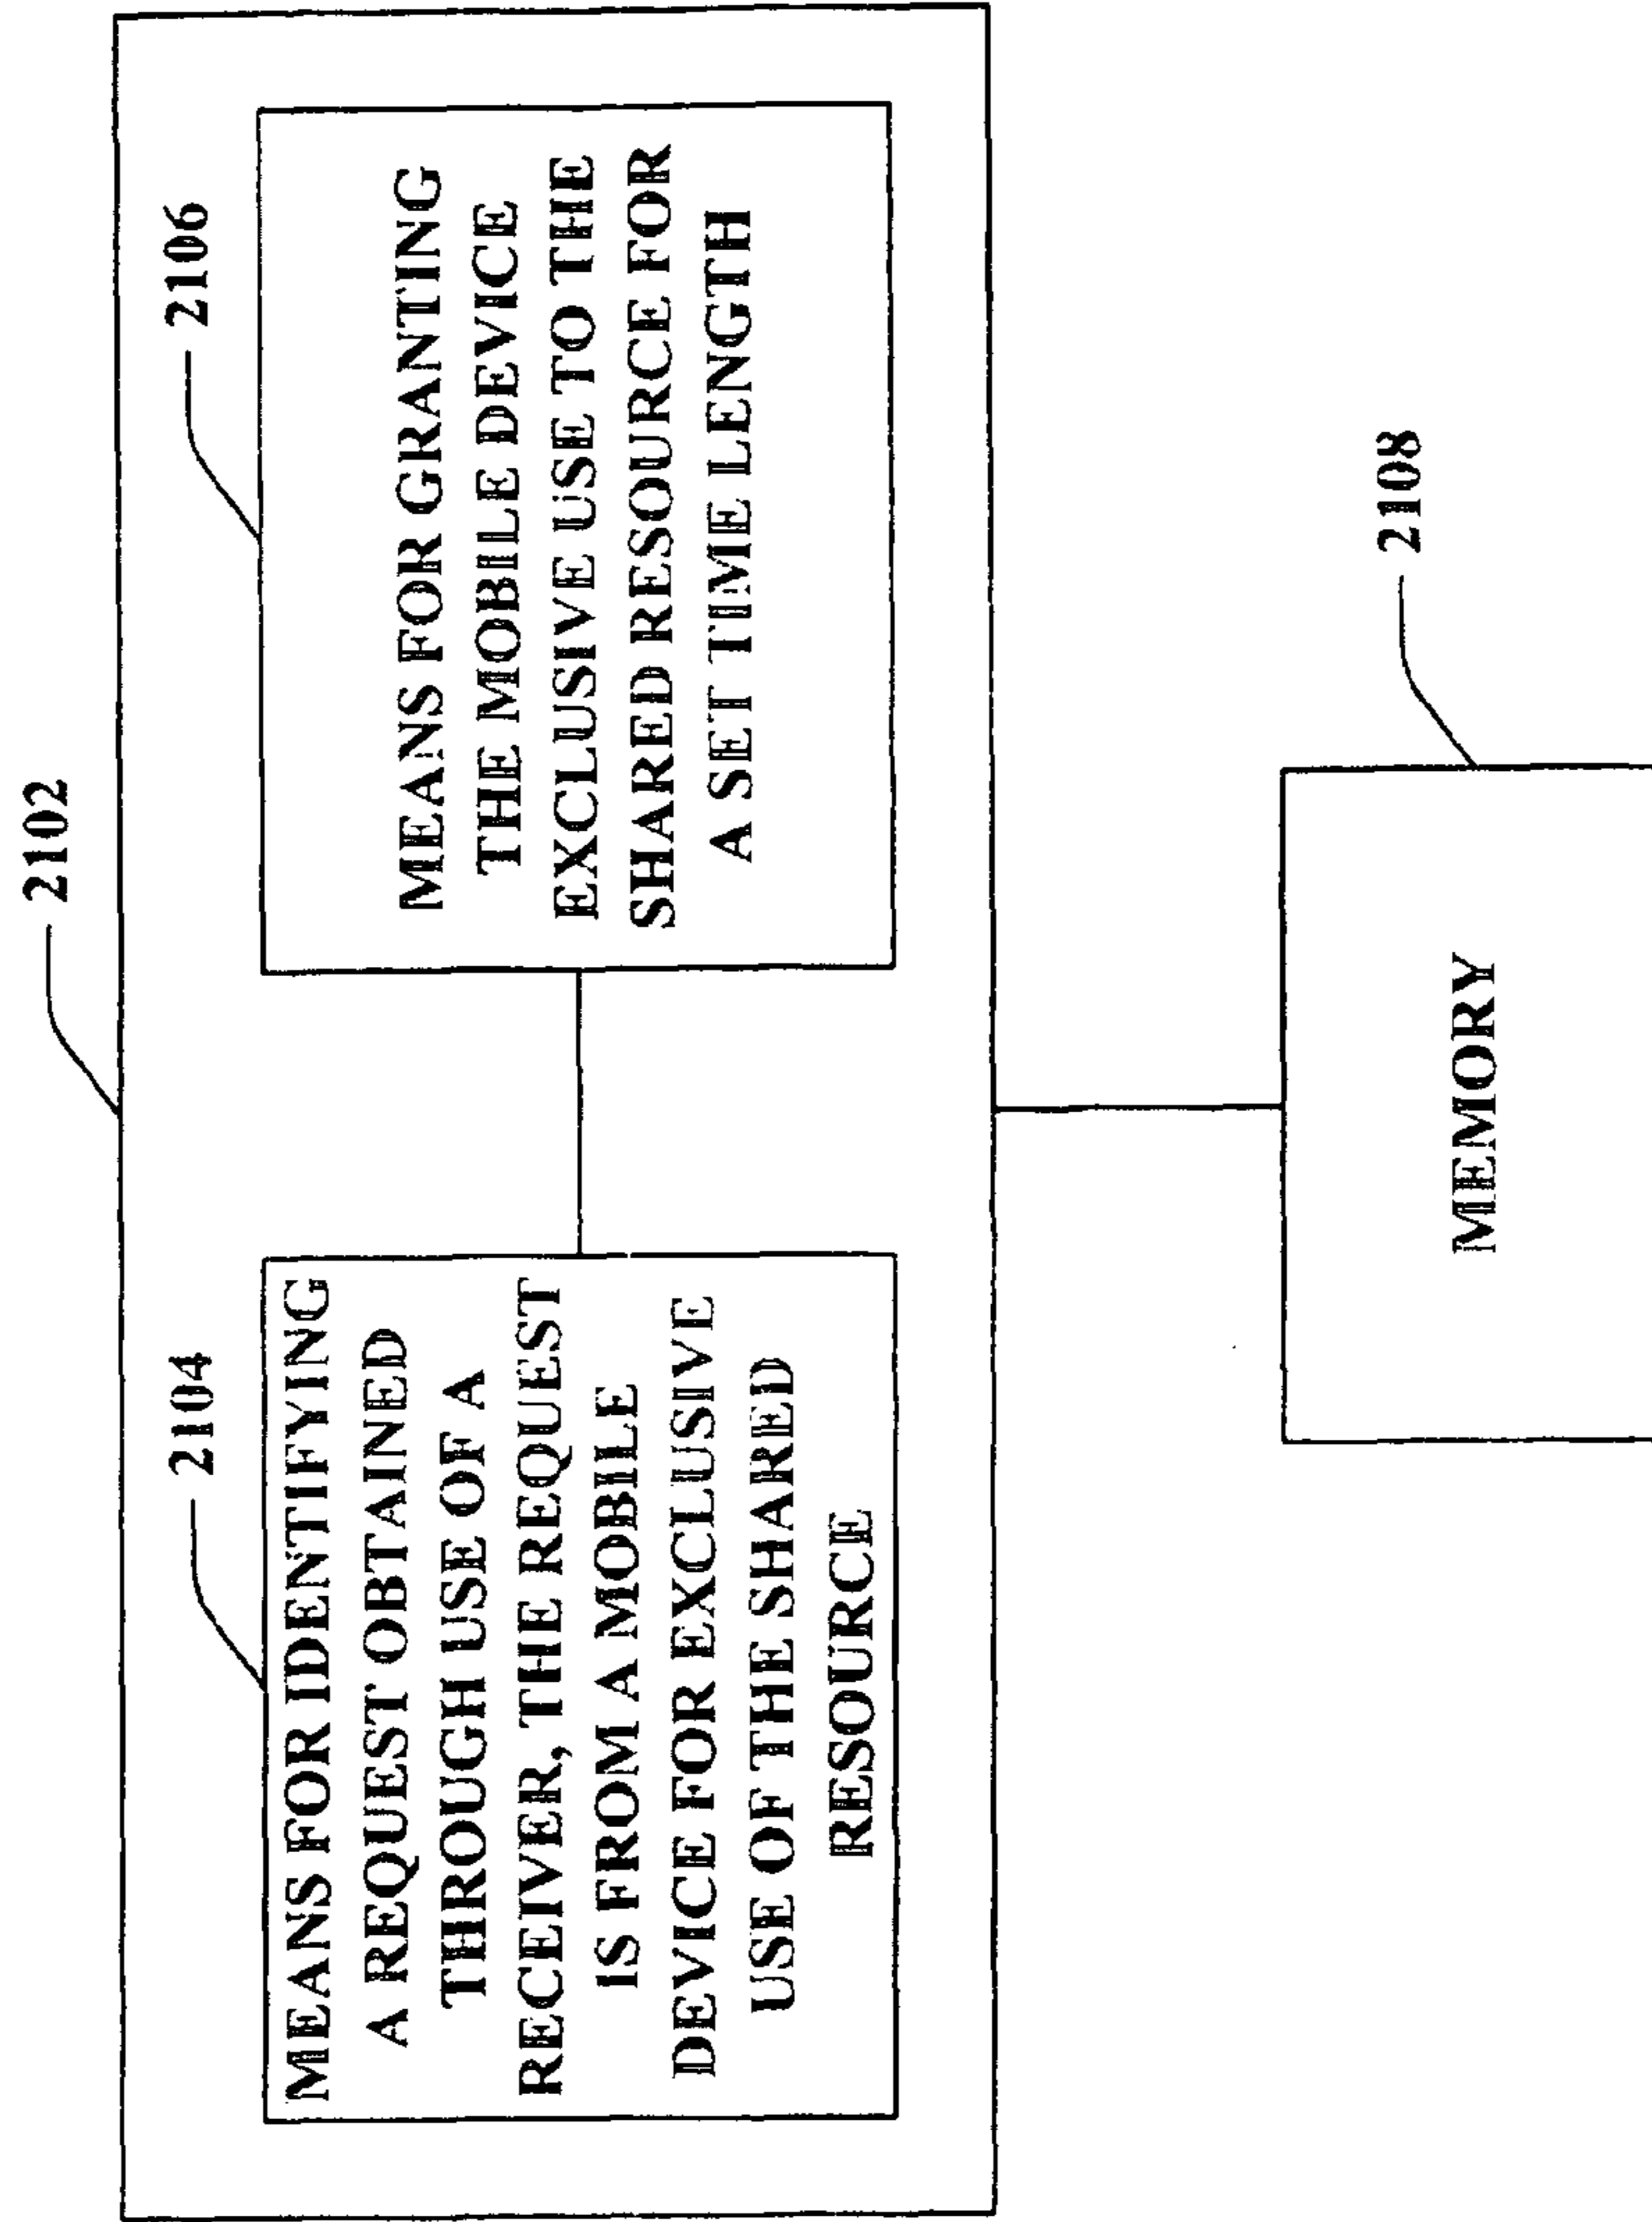 2102
2104
MEANS FOR IDENTIFYING
A REQUEST OBTAINED
THROUGH USE OF A
RECEIVER, THE REQUEST
IS FROM A MOBILE
DEVICE FOR EXCLUSIVE
USE OF THE SHARED
RESOURCE
2106
MEANS FOR GRANTING
THE MOBILE DEVICE
EXCLUSIVE USE TO THE
SHARED RESOURCE FOR
A SET TIME LENGTH
2108
MEMORY